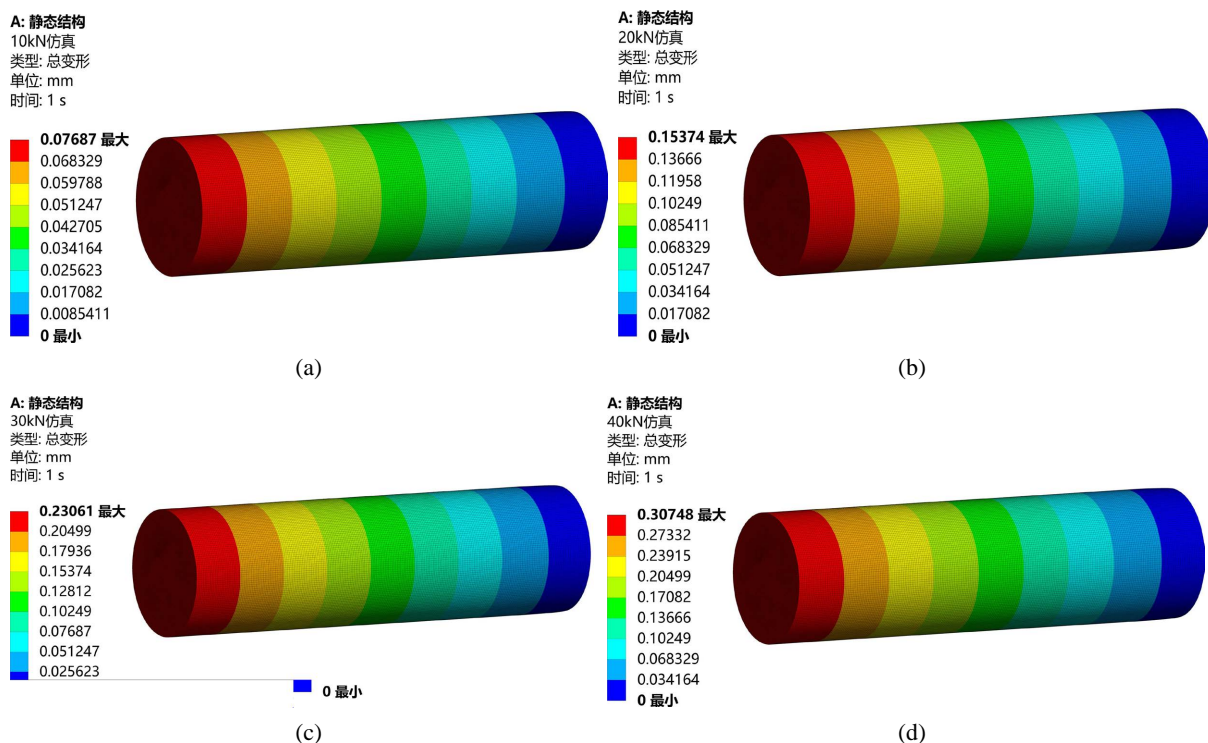 A: 静态结构
10kN仿真
类型: 总变形
单位: mm
时间: 1 s
0.07687 最大
0.068329
0.059788
0.051247
0.042705
0.034164
0.025623
0.017082
0.0085411
0 最小
(a)
A: 静态结构
20kN仿真
类型: 总变形
单位: mm
时间: 1 s
0.15374 最大
0.13666
0.11958
0.10249
0.085411
0.068329
0.051247
0.034164
0.017082
0 最小
(b)
A: 静态结构
30kN仿真
类型: 总变形
单位: mm
时间: 1 s
0.23061 最大
0.20499
0.17936
0.15374
0.12812
0.10249
0.07687
0.051247
0.025623
0 最小
(c)
A: 静态结构
40kN仿真
类型: 总变形
单位: mm
时间: 1 s
0.30748 最大
0.27332
0.23915
0.20499
0.17082
0.13666
0.10249
0.068329
0.034164
0 最小
(d)